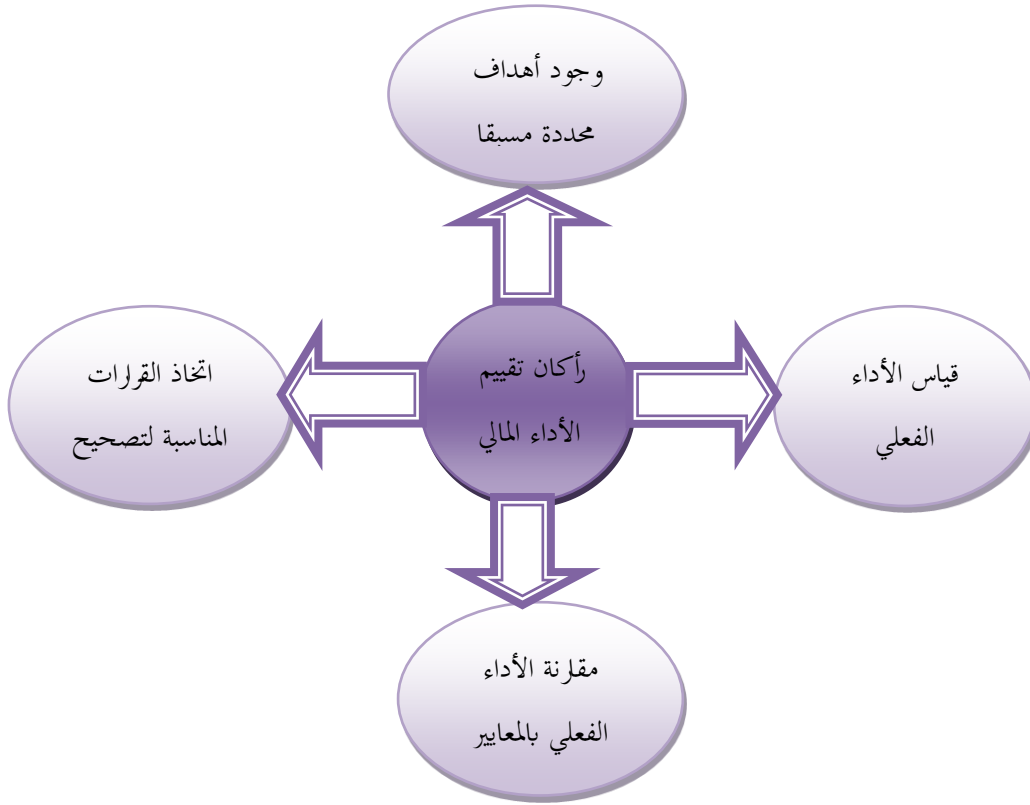 وجود أهداف
محددة مسبقا
رأكان تقييم
الأداء المالي
قياس الأداء
الفعلي
مقارنة الأداء
الفعلي بالمعايير
اتخاذ القرارات
المناسبة لتصحيح